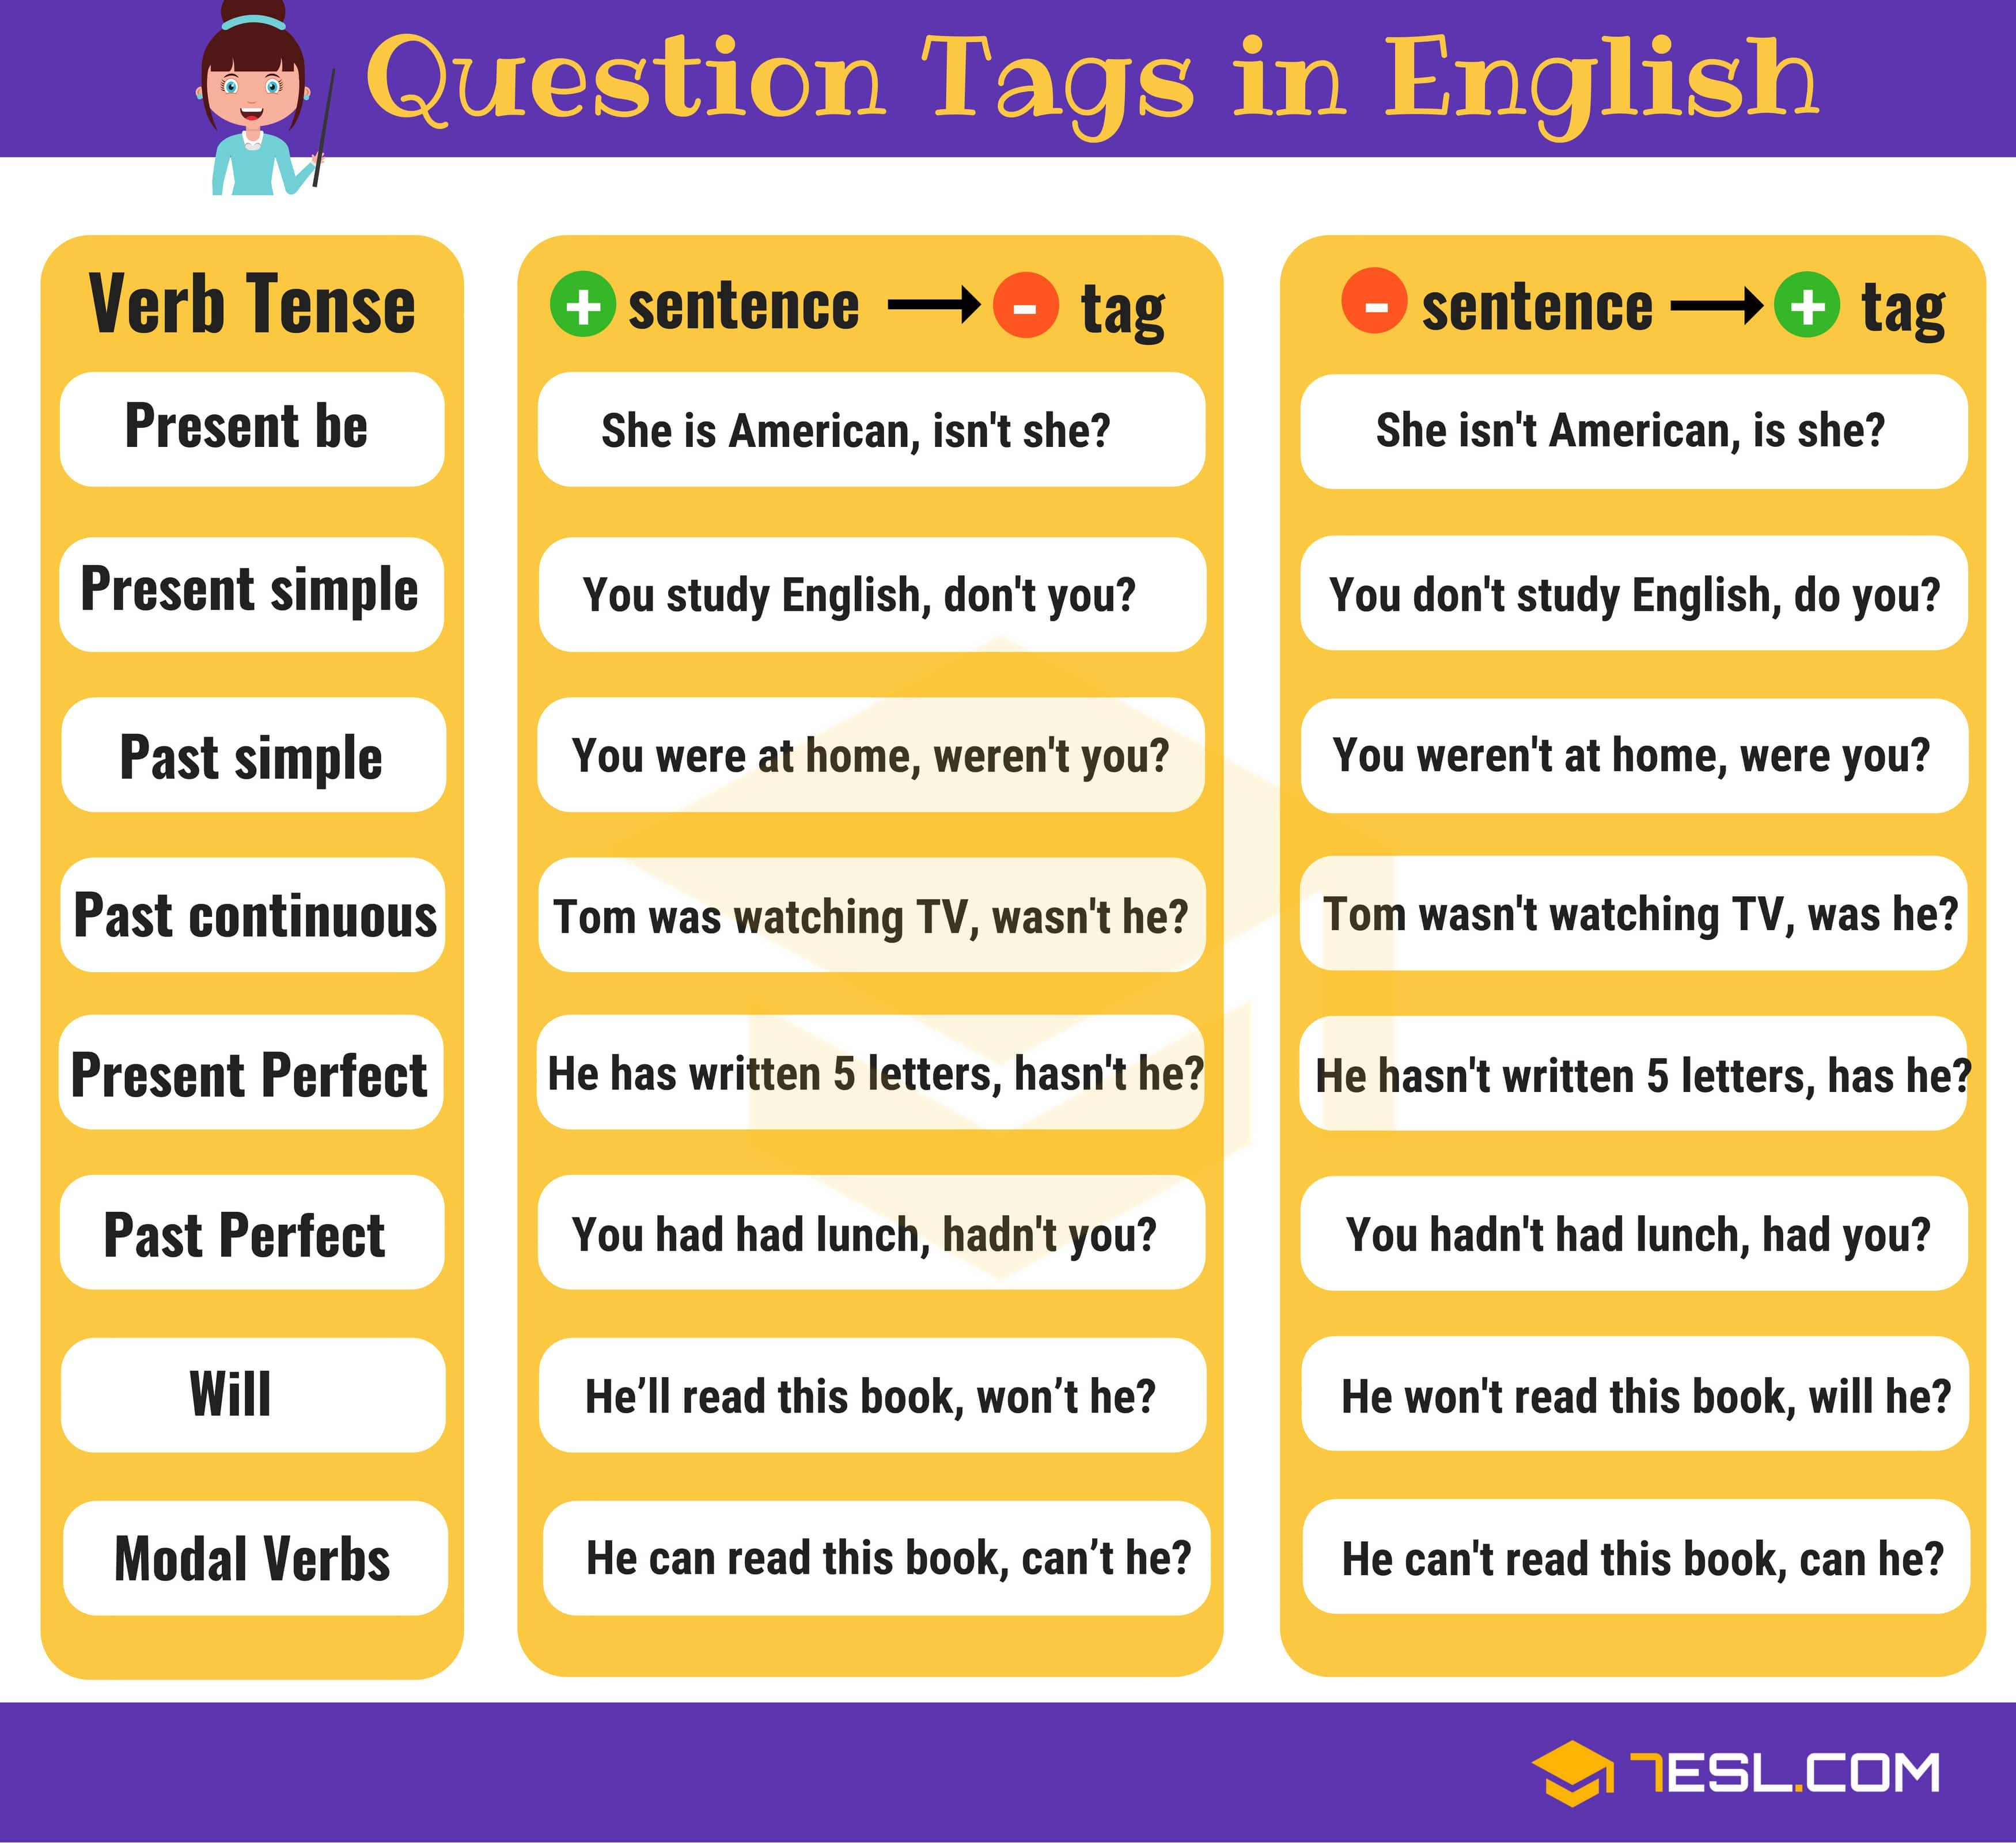 Question Tags in English
Verb Tense
+ sentence → - tag
- sentence → + tag
Present be
She is American, isn't she?
She isn't American, is she?
Present simple
You study English, don't you?
You don't study English, do you?
Past simple
You were at home, weren't you?
You weren't at home, were you?
Past continuous
Tom was watching TV, wasn't he?
Tom wasn't watching TV, was he?
Present Perfect
He has written 5 letters, hasn't he?
He hasn't written 5 letters, has he?
Past Perfect
You had had lunch, hadn't you?
You hadn't had lunch, had you?
Will
He’ll read this book, won’t he?
He won't read this book, will he?
Modal Verbs
He can read this book, can’t he?
He can't read this book, can he?
7ESL.COM